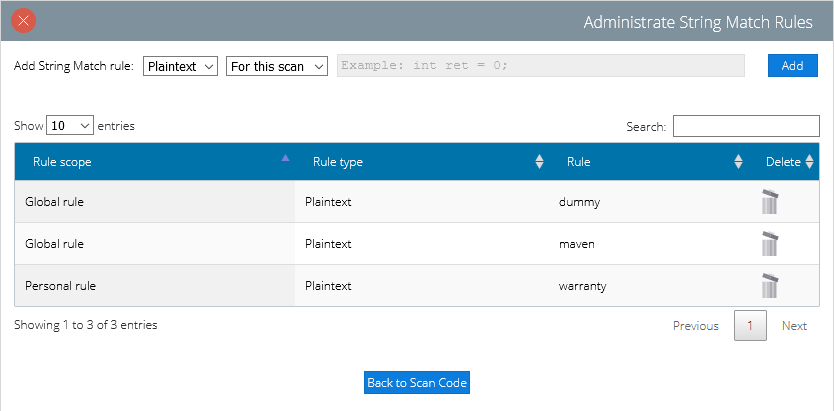 Administrate String Match Rules
Add String Match rule: Plaintext For this scan Example: int ret = 0; Add
Show 10 entries Search:
Rule scope Rule type Rule Delete
Global rule Plaintext dummy
Global rule Plaintext maven
Personal rule Plaintext warranty
Showing 1 to 3 of 3 entries Previous 1 Next
Back to Scan Code